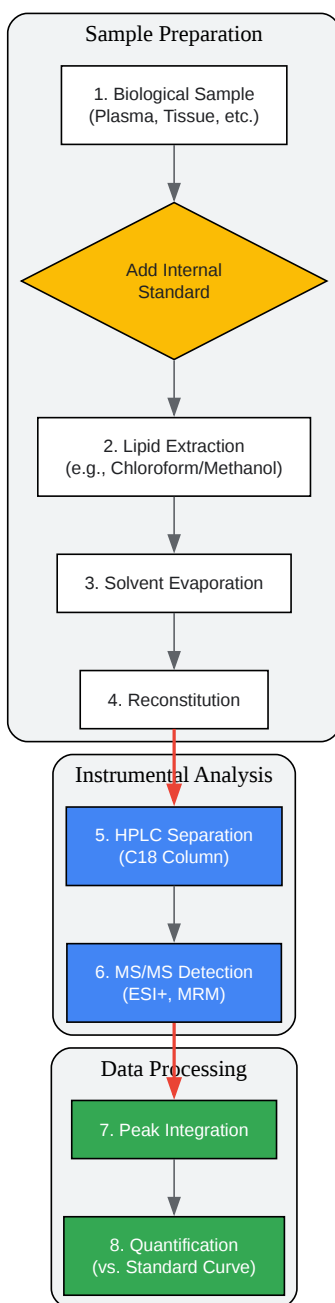 Sample Preparation
1. Biological Sample
(Plasma, Tissue, etc.)
Add Internal
Standard
2. Lipid Extraction
(e.g., Chloroform/Methanol)
3. Solvent Evaporation
4. Reconstitution
Instrumental Analysis
5. HPLC Separation
(C18 Column)
6. MS/MS Detection
(ESI+, MRM)
Data Processing
7. Peak Integration
8. Quantification
(vs. Standard Curve)